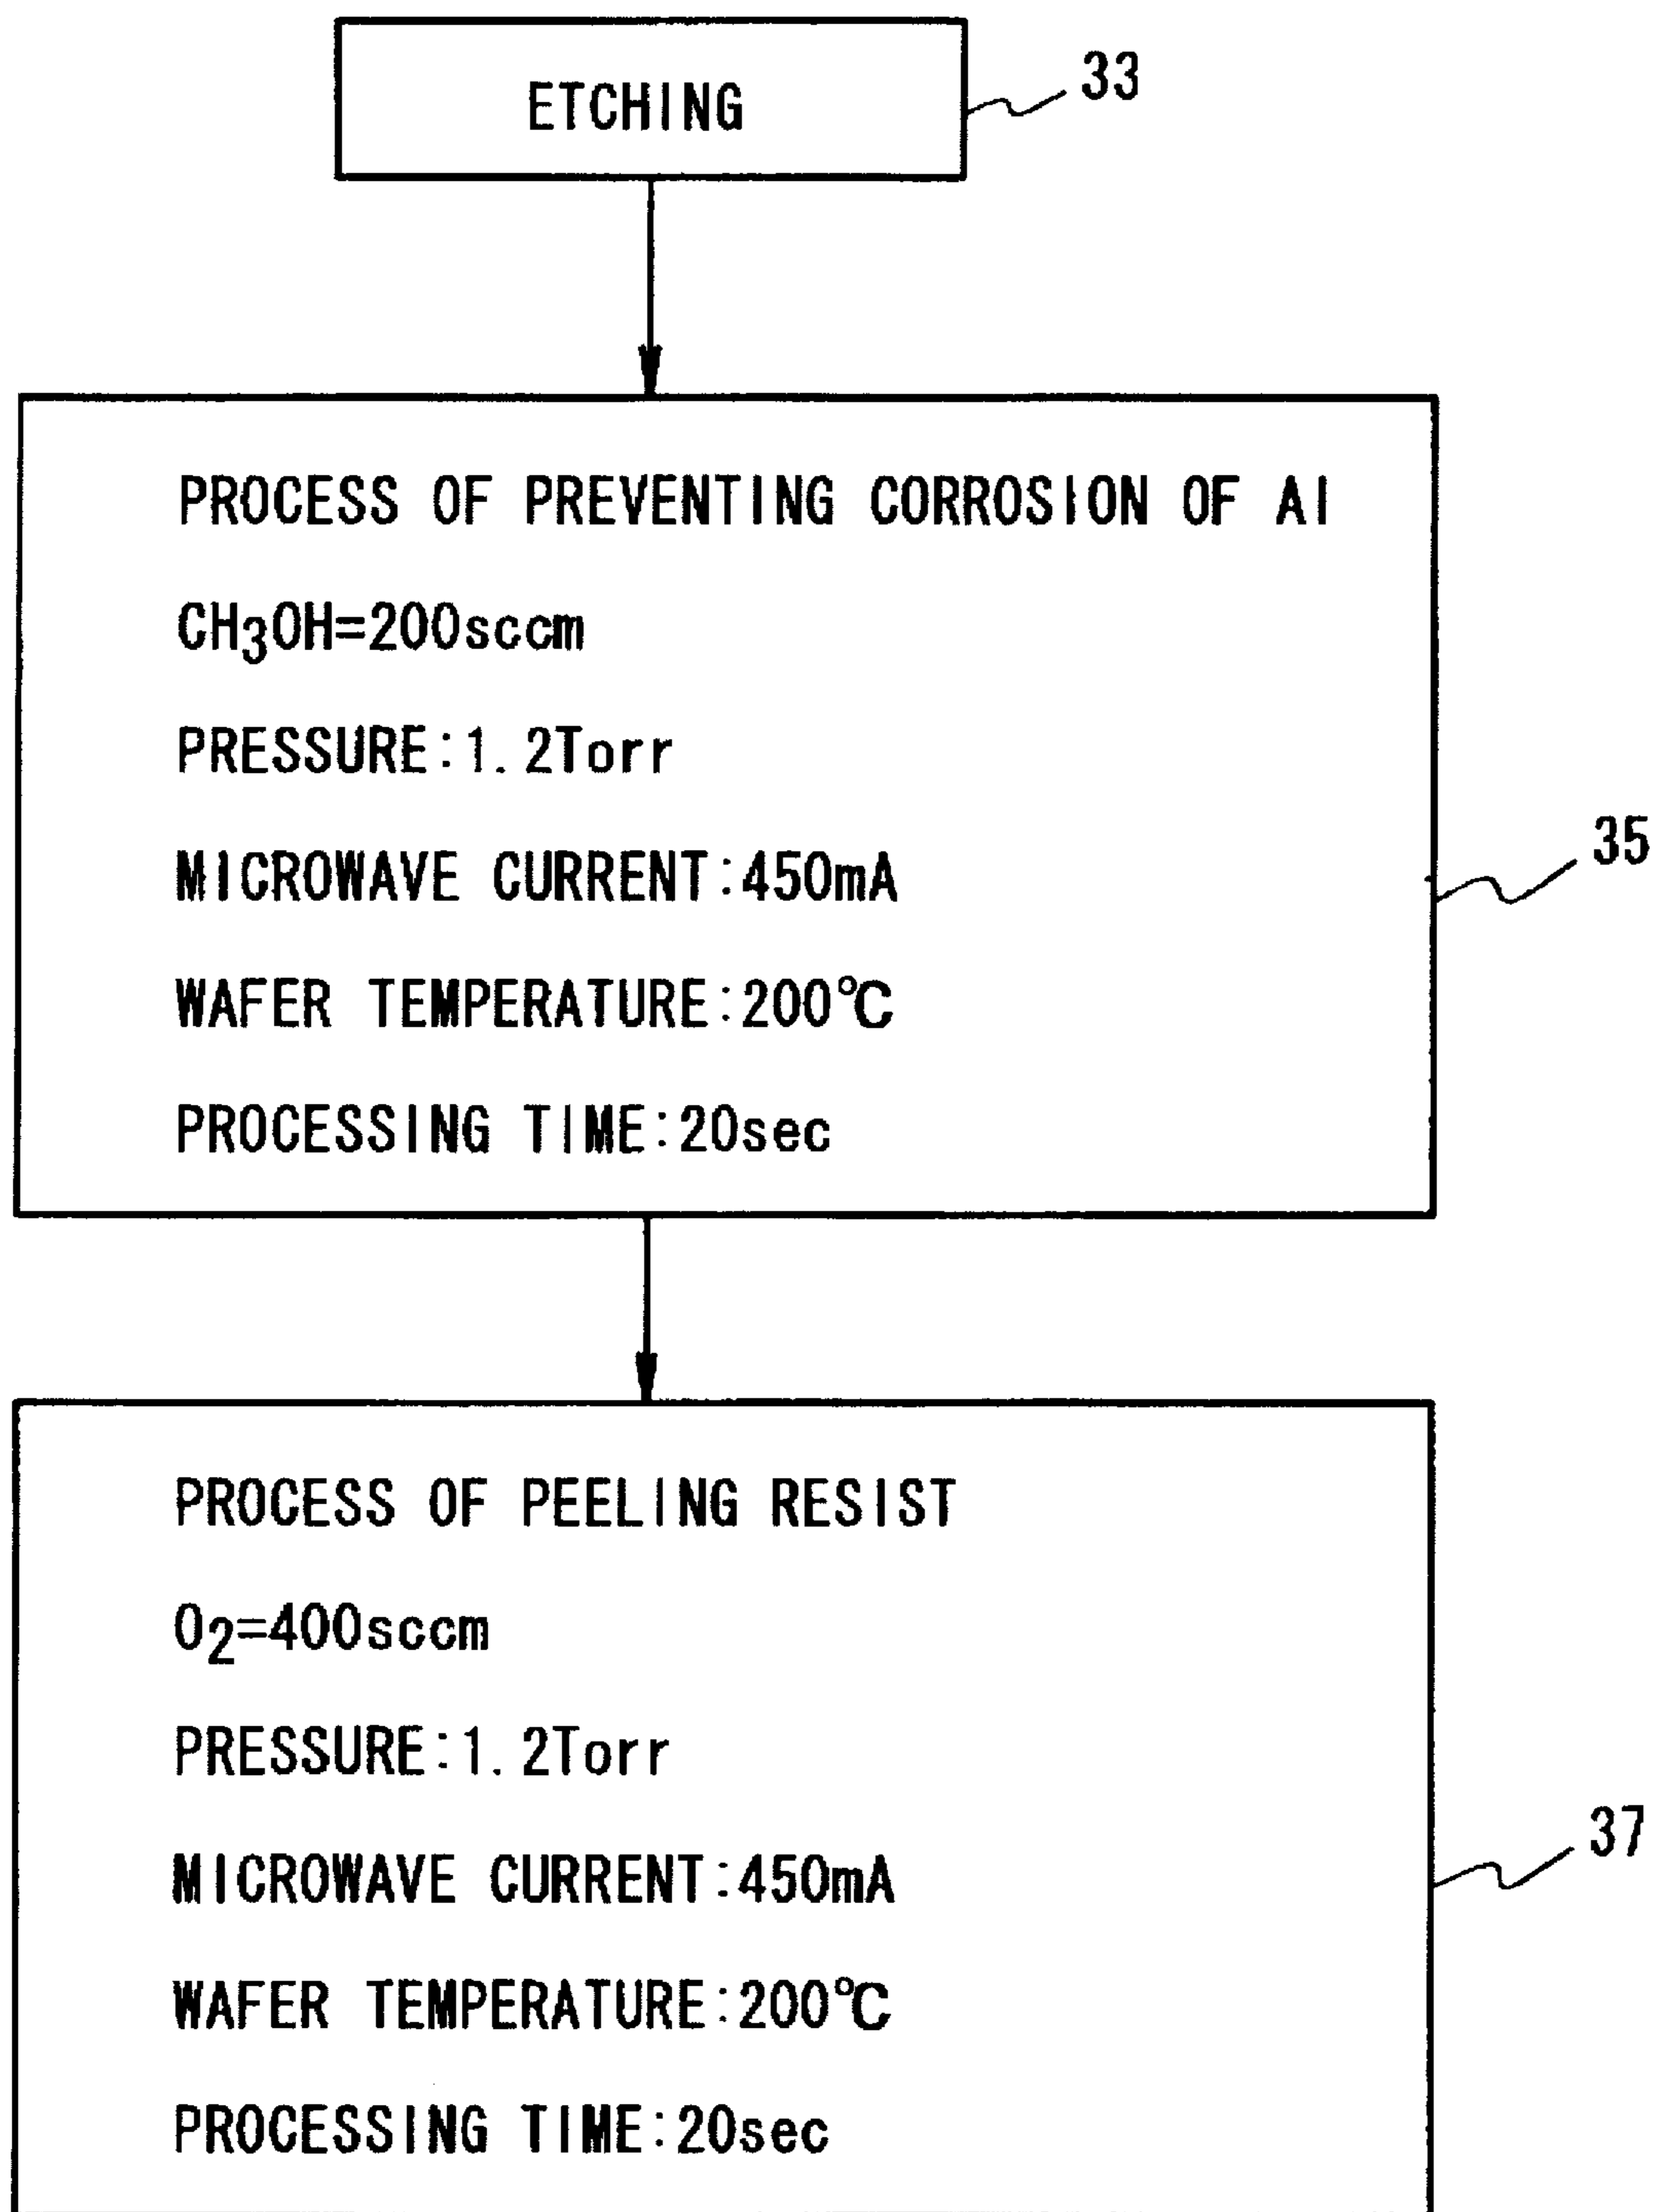 ETCHING
33
PROCESS OF PREVENTING CORROSION OF Al
CH₃OH=200sccm
PRESSURE:1.2Torr
MICROWAVE CURRENT:450mA
WAFER TEMPERATURE:200℃
PROCESSING TIME:20sec
35
PROCESS OF PEELING RESIST
O₂=400sccm
PRESSURE:1.2Torr
MICROWAVE CURRENT:450mA
WAFER TEMPERATURE:200℃
PROCESSING TIME:20sec
37